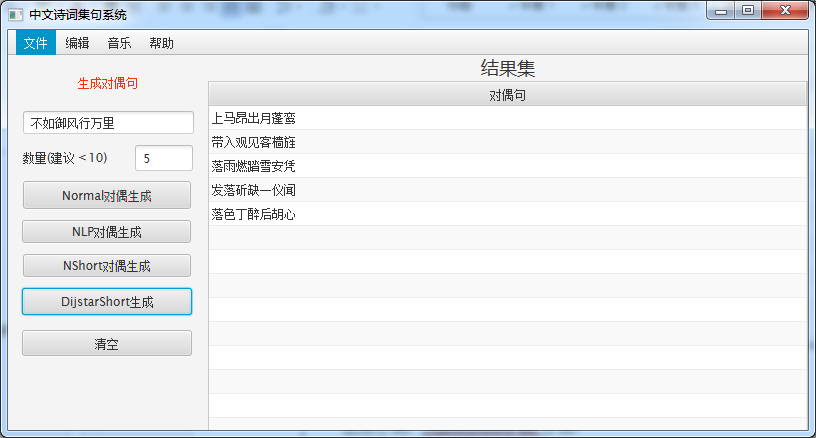 中文诗词集句系统
文件 编辑 音乐 帮助
生成对偶句
不如御风行万里
数量(建议 <10) 5
Normal对偶生成
NLP对偶生成
NShort对偶生成
DijstarShort生成
清空
结果集
对偶句
上马昂出月蓬蛮
带入观见客樯旌
落雨燃踏雪安凭
发落斫缺一仪闻
落色丁醉后胡心